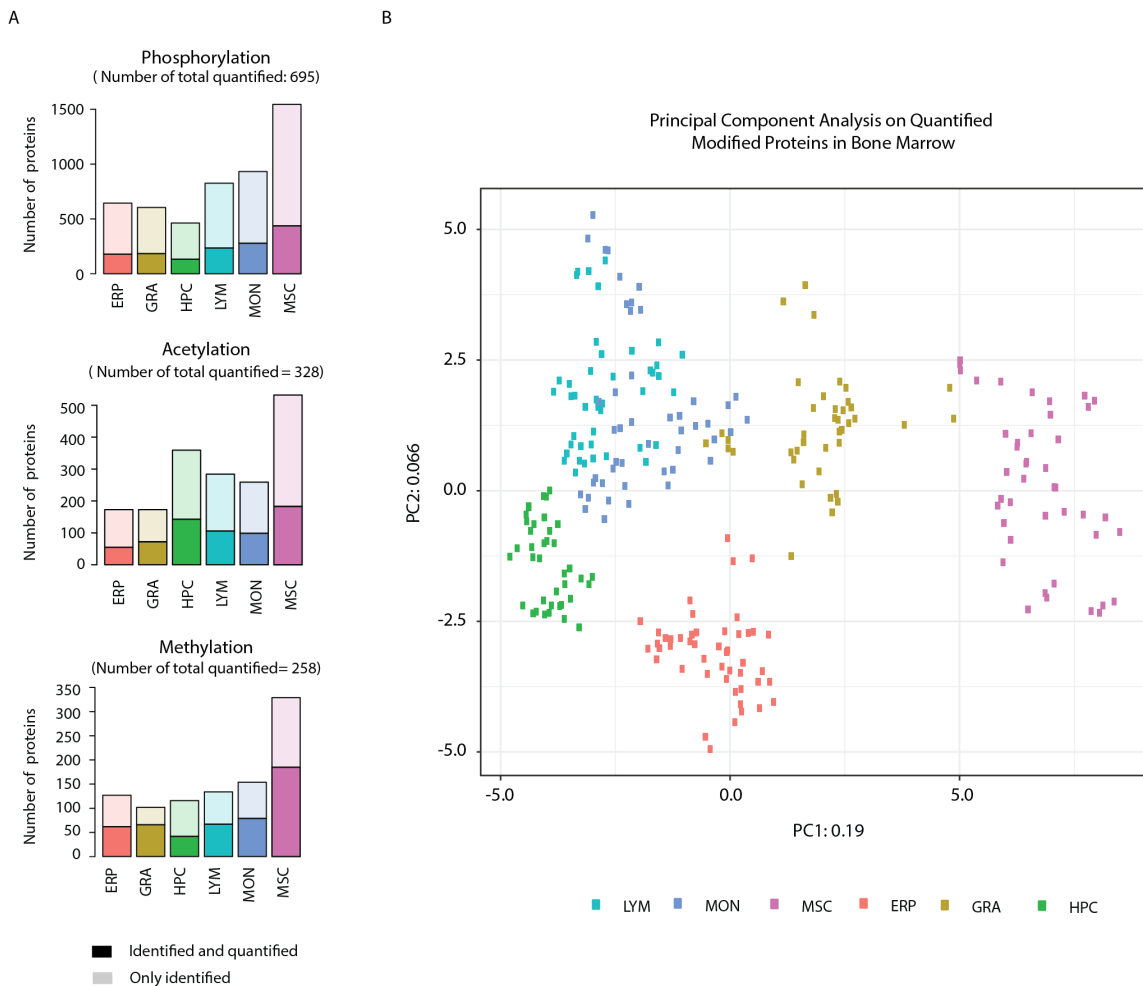 A
B
Phosphorylation
( Number of total quantified: 695)
Number of proteins
1500
1000
500
0
ERP
GRA
HPC
LYM
MON
MSC
Acetylation
( Number of total quantified = 328)
Number of proteins
500
400
300
200
100
0
ERP
GRA
HPC
LYM
MON
MSC
Methylation
(Number of total quantified= 258)
Number of proteins
350
300
250
200
150
100
50
0
ERP
GRA
HPC
LYM
MON
MSC
Identified and quantified
Only identified
Principal Component Analysis on Quantified
Modified Proteins in Bone Marrow
PC2: 0.066
5.0
2.5
0.0
-2.5
-5.0
-5.0
0.0
5.0
PC1: 0.19
LYM
MON
MSC
ERP
GRA
HPC